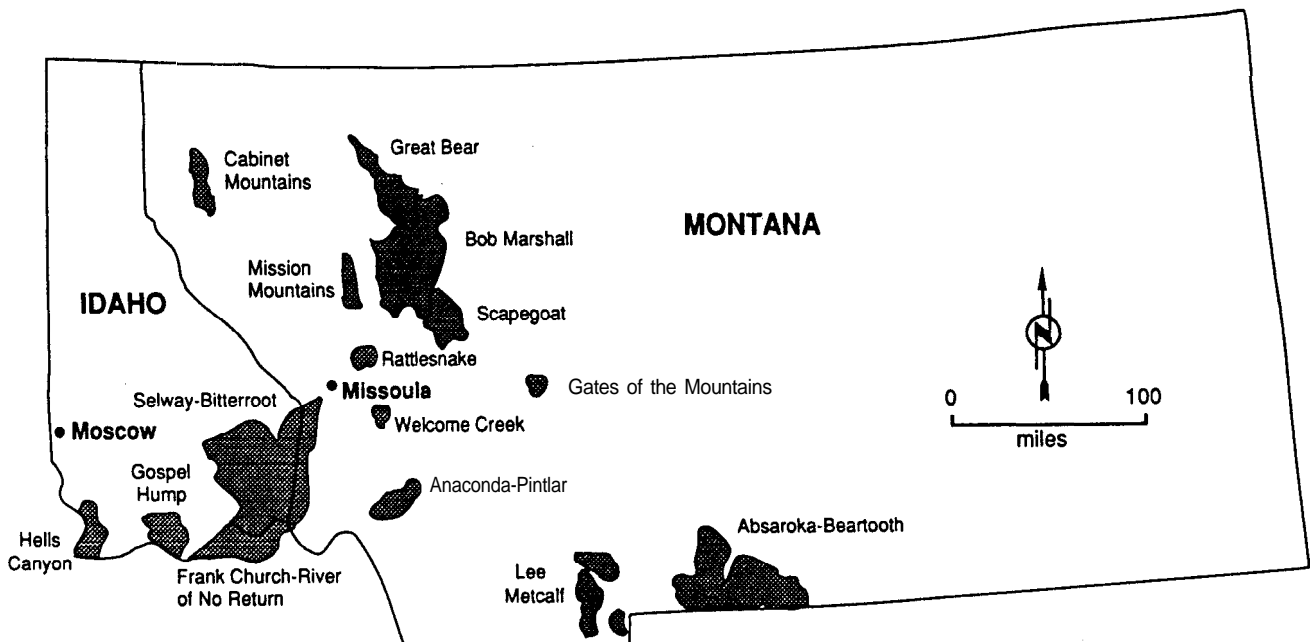 Great Bear
Cabinet
Mountains
MONTANA
Bob Marshall
Mission
Mountains
IDAHO
Scapegoat
N
Rattlesnake
Missoula
Gates of the Mountains
0 100
miles
Selway-Bitterroot
Welcome Creek
Moscow
Gospel
Hump
Anaconda-Pintlar
Absaroka-Beartooth
Hells
Canyon
Frank Church-River
of No Return
Lee
Metcalf